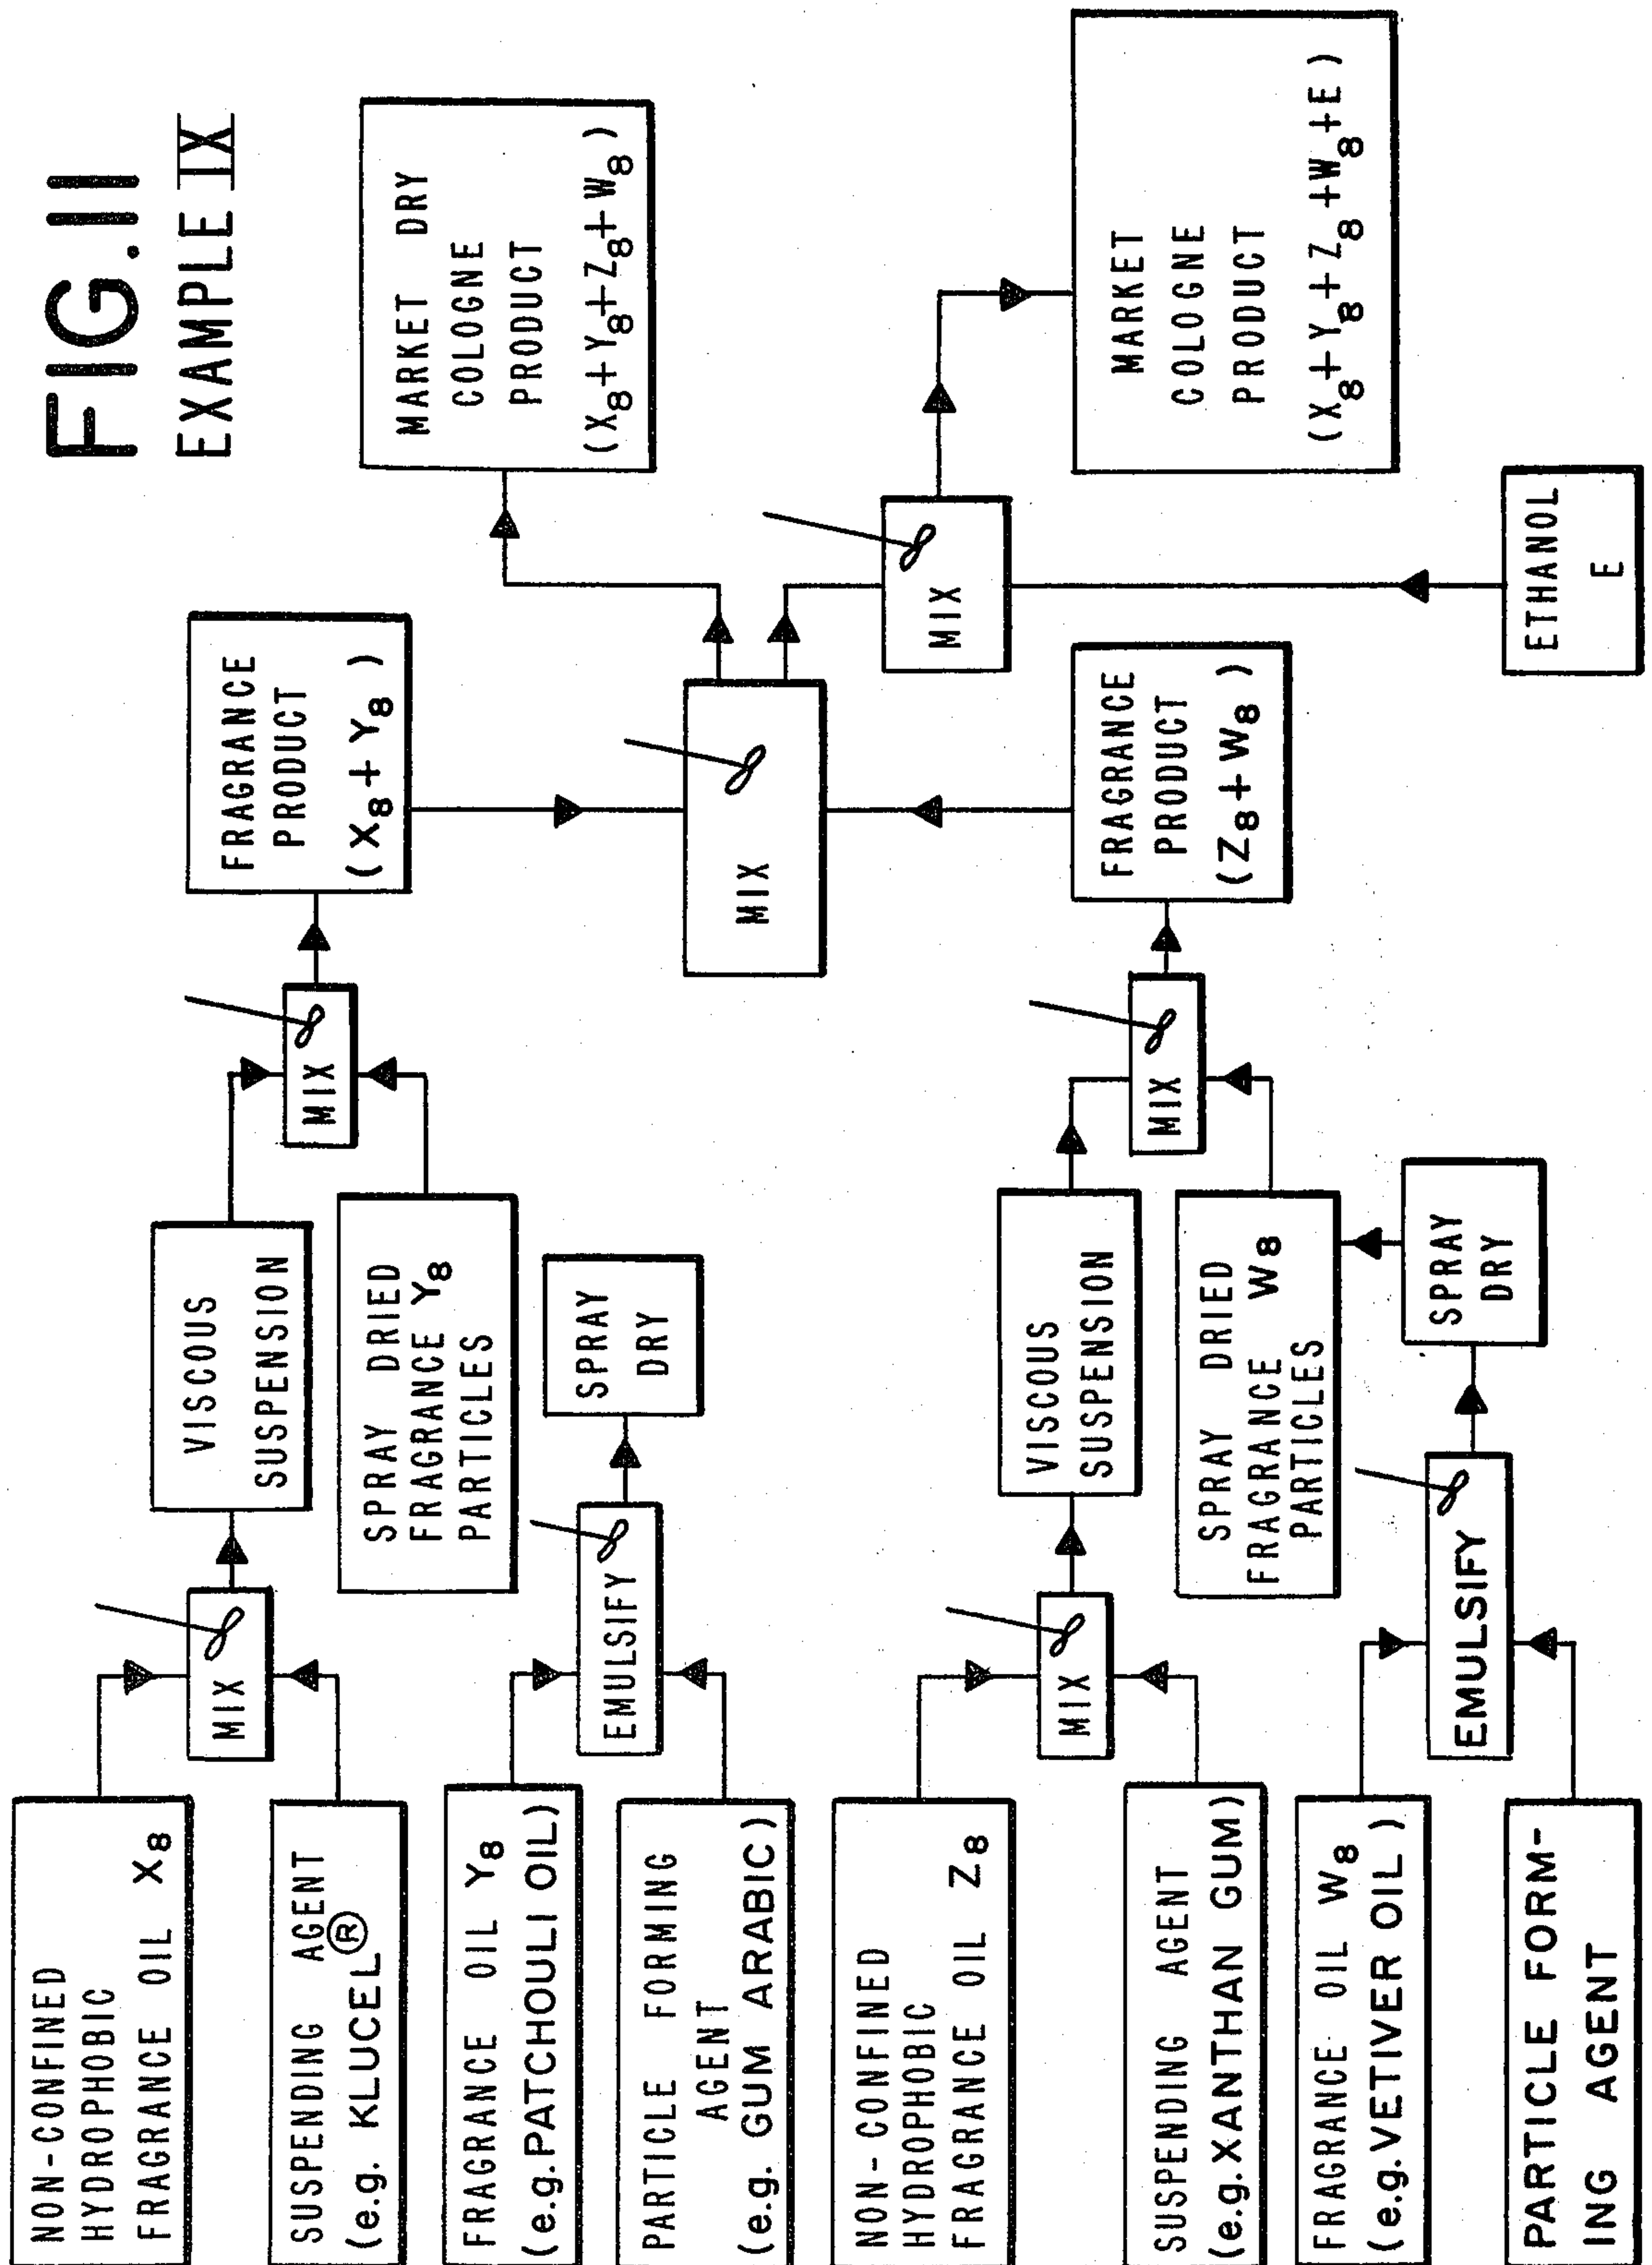 FIG.11
EXAMPLE IX
NON-CONFINED
HYDROPHOBIC
FRAGRANCE OIL X8
SUSPENDING AGENT
(e.g. KLUCEL®
MIX
VISCOUS
SUSPENSION
FRAGRANCE OIL Y8
(e.g.PATCHOULI OIL)
PARTICLE FORMING
AGENT
(e.g. GUM ARABIC)
EMULSIFY
SPRAY
DRY
SPRAY DRIED
FRAGRANCE Y8
PARTICLES
MIX
FRAGRANCE
PRODUCT
(X8+Y8)
NON-CONFINED
HYDROPHOBIC
FRAGRANCE OIL Z8
SUSPENDING AGENT
(e.g.XANTHAN GUM)
MIX
VISCOUS
SUSPENSION
FRAGRANCE OIL W8
(e.g.VETIVER OIL)
PARTICLE FORM-
ING AGENT
EMULSIFY
SPRAY
DRY
SPRAY DRIED
FRAGRANCE W8
PARTICLES
MIX
FRAGRANCE
PRODUCT
(Z8+W8)
MIX
MARKET DRY
COLOGNE
PRODUCT
(X8+Y8+Z8+W8)
MIX
ETHANOL
E
MARKET
COLOGNE
PRODUCT
(X8+Y8+Z8+W8+E)